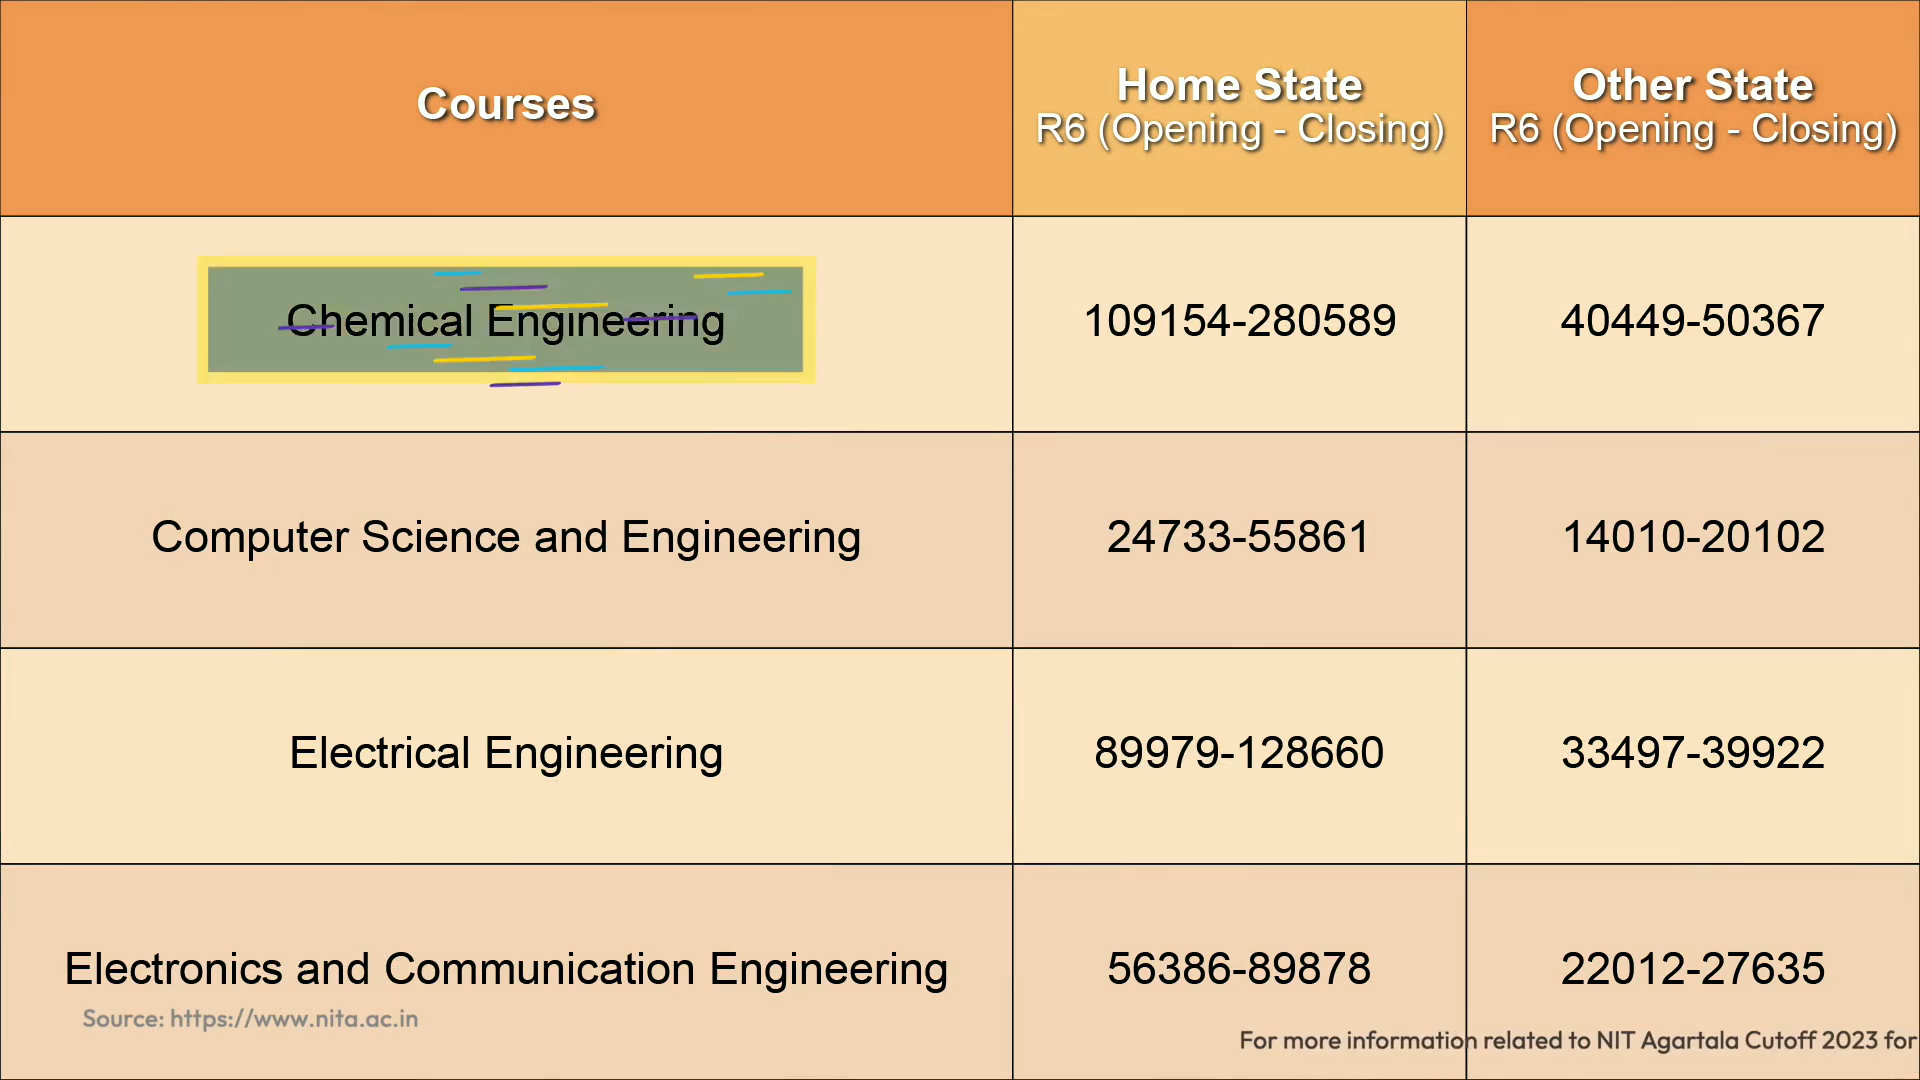 Courses
Home State
R6 (Opening - Closing)
Other State
R6 (Opening - Closing)
Chemical Engineering
109154-280589
40449-50367
Computer Science and Engineering
24733-55861
14010-20102
Electrical Engineering
89979-128660
33497-39922
Electronics and Communication Engineering
56386-89878
22012-27635
Source: https://www.nita.ac.in
For more information related to NIT Agartala Cutoff 2023 for